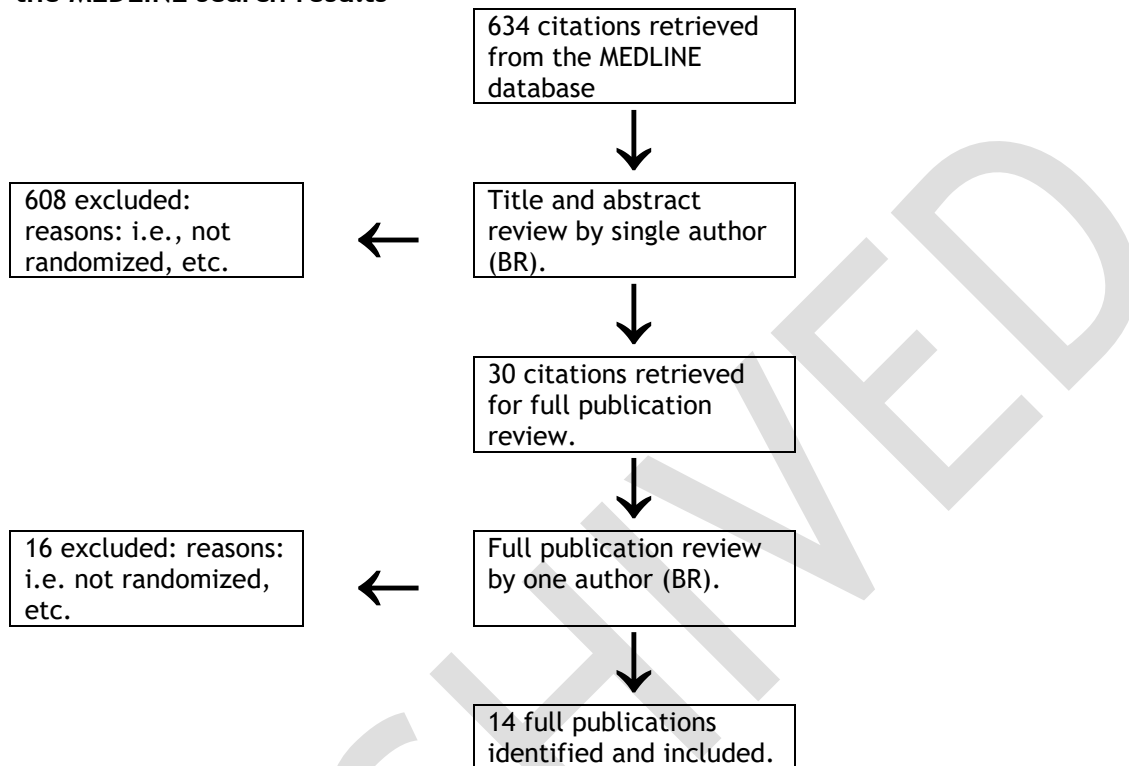 the MEDLINE search results
634 citations retrieved
from the MEDLINE
database
608 excluded:
reasons: i.e., not
randomized, etc.
Title and abstract
review by single author
(BR).
30 citations retrieved
for full publication
review.
16 excluded: reasons:
i.e. not randomized,
etc.
Full publication review
by one author (BR).
14 full publications
identified and included.
CHIVED